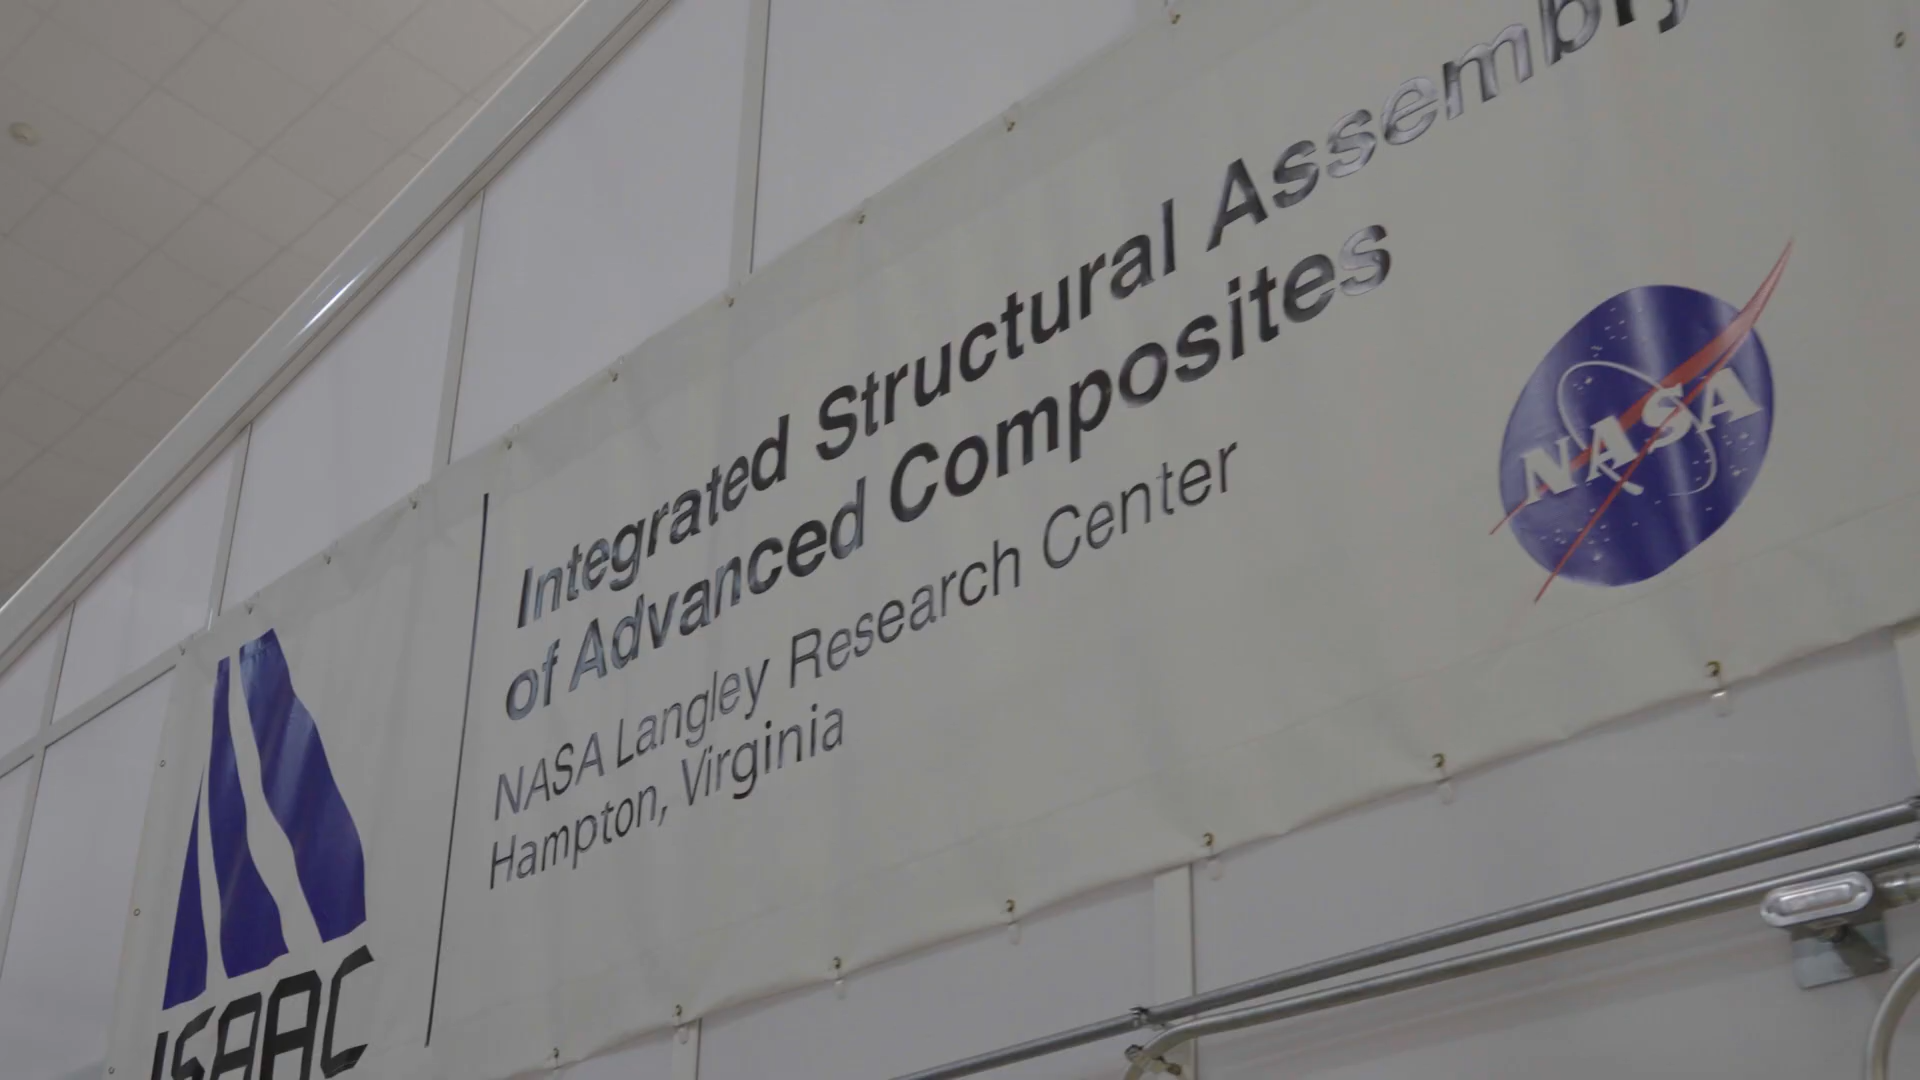 Integrated Structural Assembly
of Advanced Composites
NASA Langley Research Center
Hampton, Virginia
NASA
ISAAC